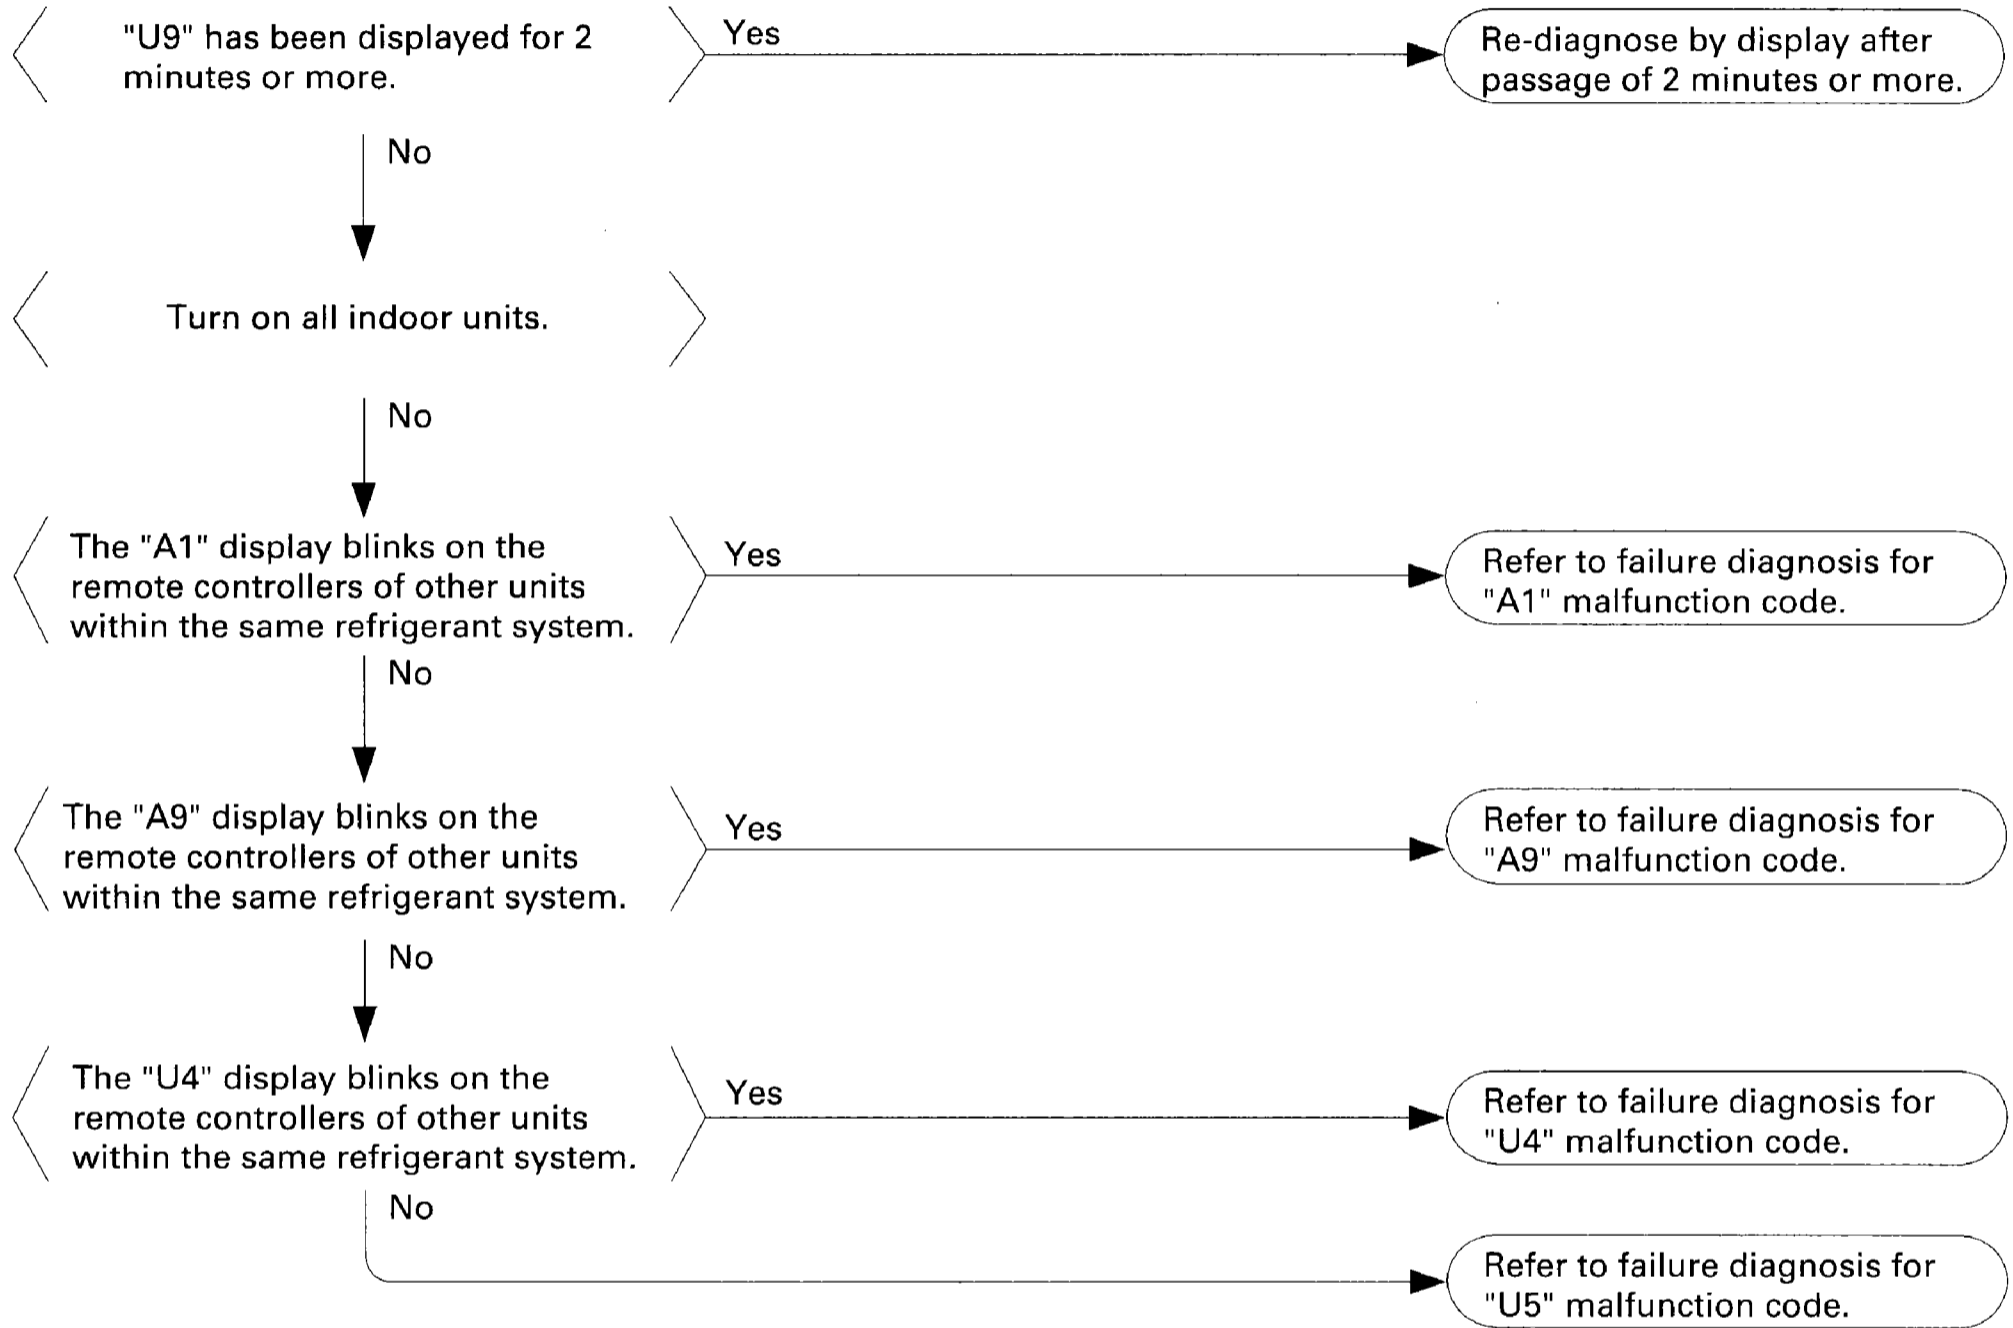 "U9" has been displayed for 2
minutes or more.
Yes
Re-diagnose by display after
passage of 2 minutes or more.
No
Turn on all indoor units.
No
The "A1" display blinks on the
remote controllers of other units
within the same refrigerant system.
Yes
Refer to failure diagnosis for
"A1" malfunction code.
No
The "A9" display blinks on the
remote controllers of other units
within the same refrigerant system.
Yes
Refer to failure diagnosis for
"A9" malfunction code.
No
The "U4" display blinks on the
remote controllers of other units
within the same refrigerant system.
Yes
Refer to failure diagnosis for
"U4" malfunction code.
No
Refer to failure diagnosis for
"U5" malfunction code.